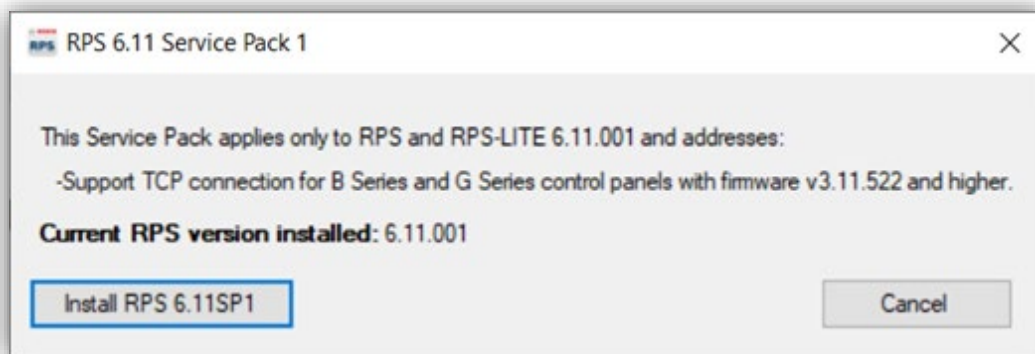 RPS RPS 6.11 Service Pack 1
This Service Pack applies only to RPS and RPS-LITE 6.11.001 and addresses:
-Support TCP connection for B Series and G Series control panels with firmware v3.11.522 and higher.
Current RPS version installed: 6.11.001
Install RPS 6.11SP1
Cancel